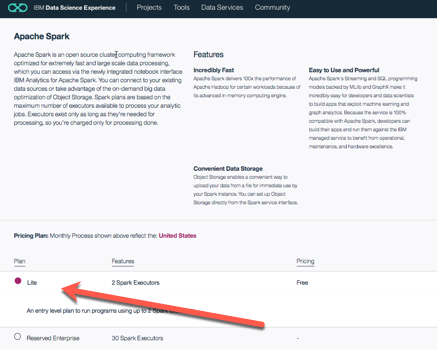 IBM Data Science Experience
Projects Tools Data Services Community
Apache Spark
Apache Spark is an open source cluster computing framework
optimized for extremely fast and large scale data processing,
which you can access via the newly integrated notebook interface
IBM Analytics for Apache Spark. You can connect to your existing
data sources or take advantage of the on-demand big data
optimization of Object Storage. Spark plans are based on the
maximum number of executors available to process your analytic
jobs. Executors exist only as long as they're needed for
processing, so you're charged only for processing done.
Features
Incredibly Fast
Apache Spark delivers 100x the performance of
Apache Hadoop for certain workloads because of
its advanced in memory computing engine.
Easy to Use and Powerful
Apache Spark's Streaming and SQL programming
models backed by MLlib and GraphX make it
incredibly easy for developers and data scientists
to build apps that exploit machine learning and
graph analytics. Because the service is 100%
compatible with Apache Spark, developers can
build their apps and run them against the IBM
managed service to benefit from operational,
maintenance, and hardware excellence.
Convenient Data Storage
Object Storage enables a convenient way to
upload your data from a file for immediate use by
your Spark instance. You can set up Object
Storage directly from the Spark service interface.
Pricing Plan: Monthly Process shown above reflect the: United States
Plan Features Pricing
Lite 2 Spark Executors Free
An entry level plan to run programs using up to 2 Spark
Reserved Enterprise 30 Spark Executors -